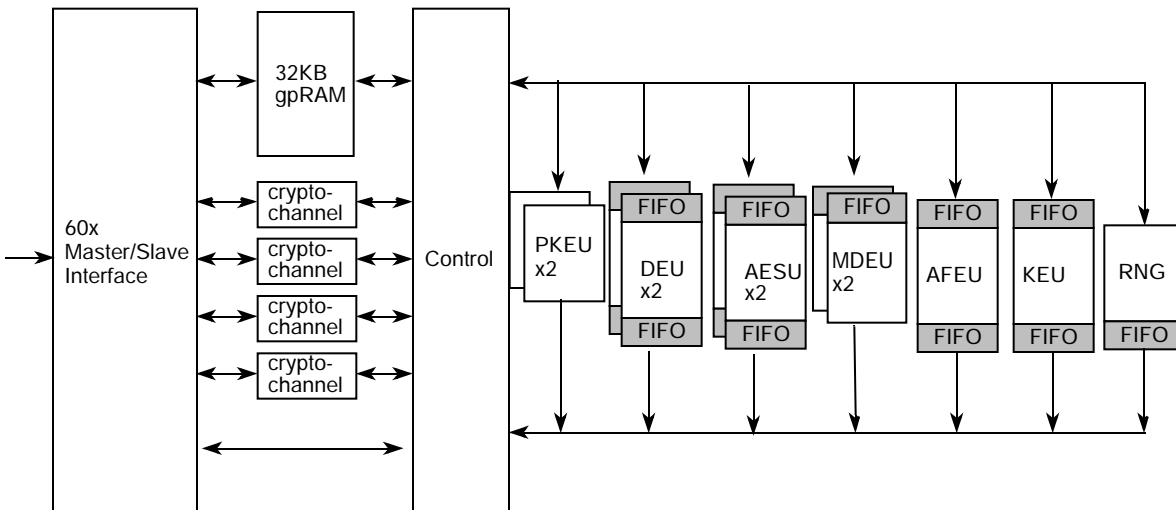 32KB
gpRAM
crypto-
channel
60x
Master/Slave
Interface
crypto-
channel
crypto-
channel
crypto-
channel
Control
PKEU
x2
FIFO
DEU
x2
FIFO
FIFO
AESU
x2
FIFO
FIFO
MDEU
x2
FIFO
AFEU
FIFO
FIFO
KEU
FIFO
RNG
FIFO